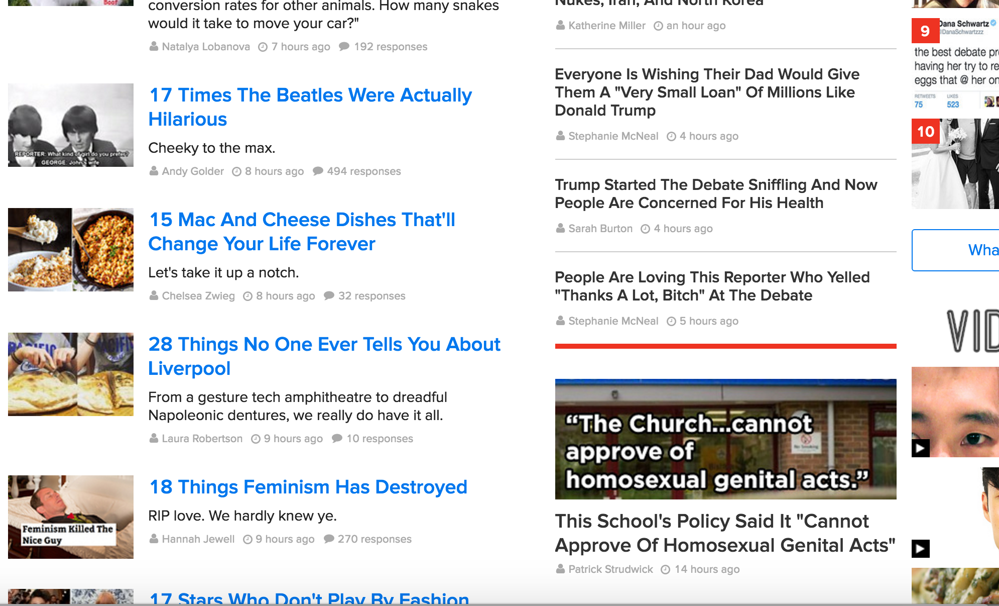 Beef
conversion rates for other animals. How many snakes
would it take to move your car?"
Natalya Lobanova 7 hours ago 192 responses
REPORTER: What kind of girl do you prefer?
GEORGE: John's wife
17 Times The Beatles Were Actually
Hilarious
Cheeky to the max.
Andy Golder 8 hours ago 494 responses
15 Mac And Cheese Dishes That'll
Change Your Life Forever
Let's take it up a notch.
Chelsea Zwieg 8 hours ago 32 responses
PACIFIC
28 Things No One Ever Tells You About
Liverpool
From a gesture tech amphitheatre to dreadful
Napoleonic dentures, we really do have it all.
Laura Robertson 9 hours ago 10 responses
Feminism Killed The
Nice Guy
18 Things Feminism Has Destroyed
RIP love. We hardly knew ye.
Hannah Jewell 9 hours ago 270 responses
17 Stars Who Don't Play By Fashion
Nukes, Iran, And North Korea
Katherine Miller an hour ago
Everyone Is Wishing Their Dad Would Give
Them A "Very Small Loan" Of Millions Like
Donald Trump
Stephanie McNeal 4 hours ago
Trump Started The Debate Sniffling And Now
People Are Concerned For His Health
Sarah Burton 4 hours ago
People Are Loving This Reporter Who Yelled
"Thanks A Lot, Bitch" At The Debate
Stephanie McNeal 5 hours ago
No Smoking
“The Church...cannot
approve of
homosexual genital acts.”
This School's Policy Said It "Cannot
Approve Of Homosexual Genital Acts"
Patrick Strudwick 14 hours ago
9
Dana Schwartz
@DanaSchwartzzz
the best debate pr
having her try to re
eggs that @ her on
RETWEETS LIKES
75 523
10
Wha
VID